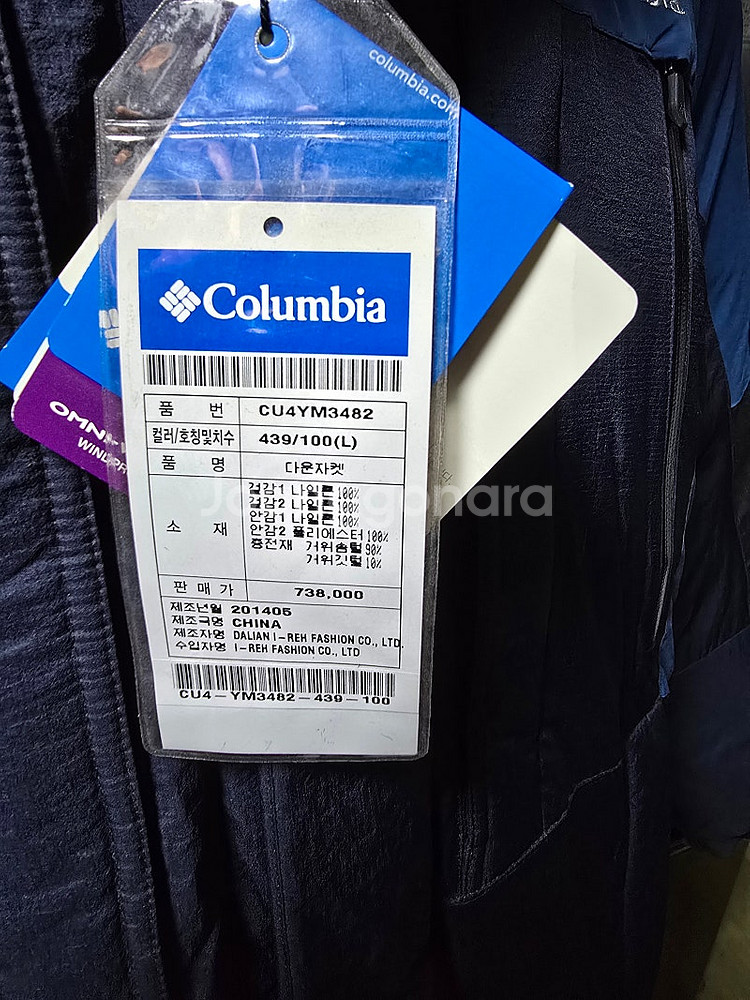 columbia.com
Columbia
품 번 CU4YM3482
컬러/호칭및치수 439/100(L)
품 명 다운자켓
소 재 겉감1 나일론 100%
겉감2 나일론 100%
안감1 나일론 100%
안감2 폴리에스터 100%
충전재 거위솜털 90%
거위깃털 10%
판 매 가 738,000
제조년월 201405
제조국명 CHINA
제조자명 DALIAN I-REH FASHION CO., LTD.
수입자명 I-REH FASHION CO., LTD
CU4-YM3482-439-100
OMNI-